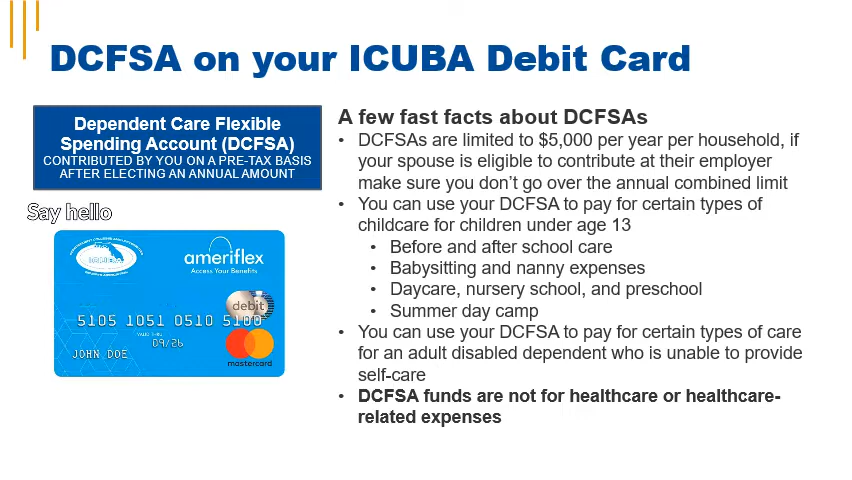 DCFSA on your ICUBA Debit Card
Dependent Care Flexible
Spending Account (DCFSA)
CONTRIBUTED BY YOU ON A PRE-TAX BASIS
AFTER ELECTING AN ANNUAL AMOUNT
Say hello
ICUBA
ameriflex
Access Your Benefits
debit
5105 1051 0510 5100
VALID THRU
09/26
JOHN DOE
mastercard
A few fast facts about DCFSAs
• DCFSAs are limited to $5,000 per year per household, if
your spouse is eligible to contribute at their employer
make sure you don’t go over the annual combined limit
• You can use your DCFSA to pay for certain types of
childcare for children under age 13
• Before and after school care
• Babysitting and nanny expenses
• Daycare, nursery school, and preschool
• Summer day camp
• You can use your DCFSA to pay for certain types of care
for an adult disabled dependent who is unable to provide
self-care
• DCFSA funds are not for healthcare or healthcare-
related expenses